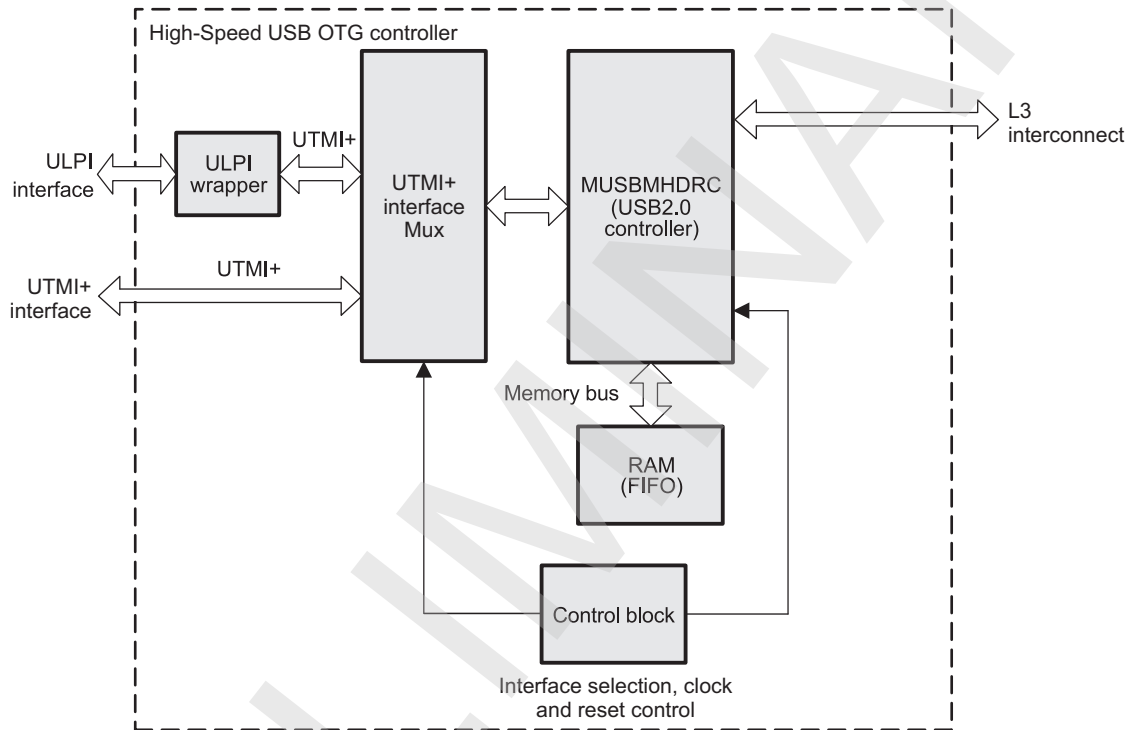 High-Speed USB OTG controller
ULPI
interface
ULPI
wrapper
UTMI+
UTMI+
interface
Mux
MUSBMHDRC
(USB2.0
controller)
L3
interconnect
UTMI+
interface
UTMI+
Memory bus
RAM
(FIFO)
Control block
Interface selection, clock
and reset control
LIMINA